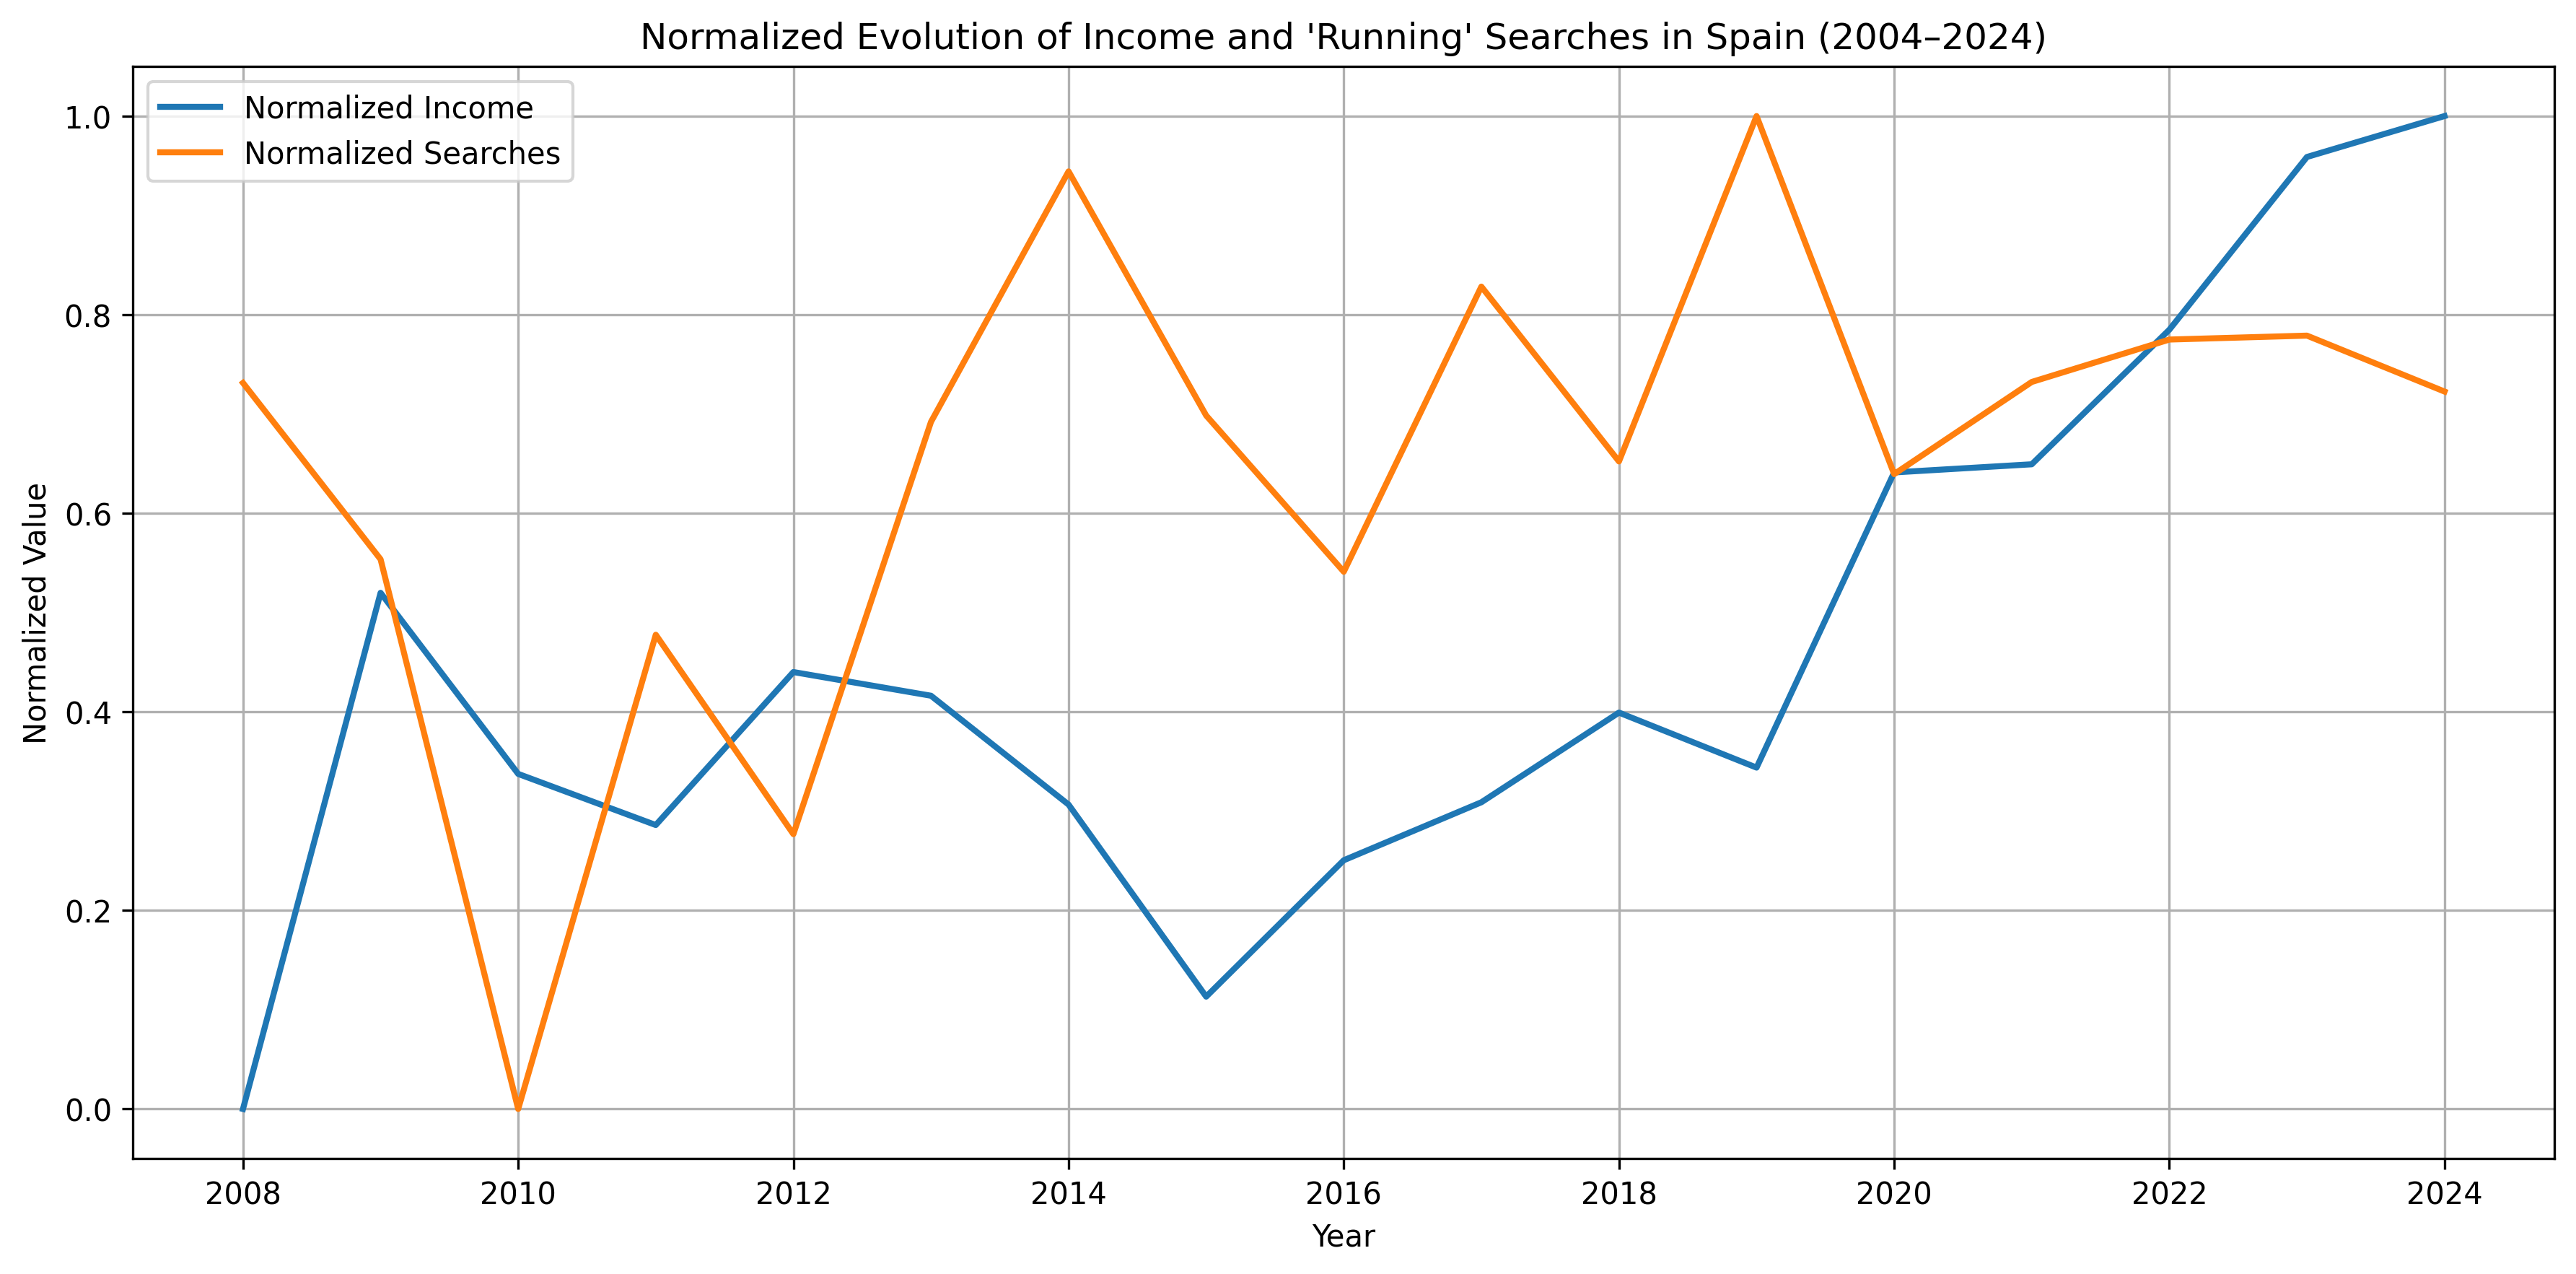 Normalized Evolution of Income and 'Running' Searches in Spain (2004–2024)
Normalized Income
Normalized Searches
Normalized Value
1.0
0.8
0.6
0.4
0.2
0.0
2008 2010 2012 2014 2016 2018 2020 2022 2024
Year